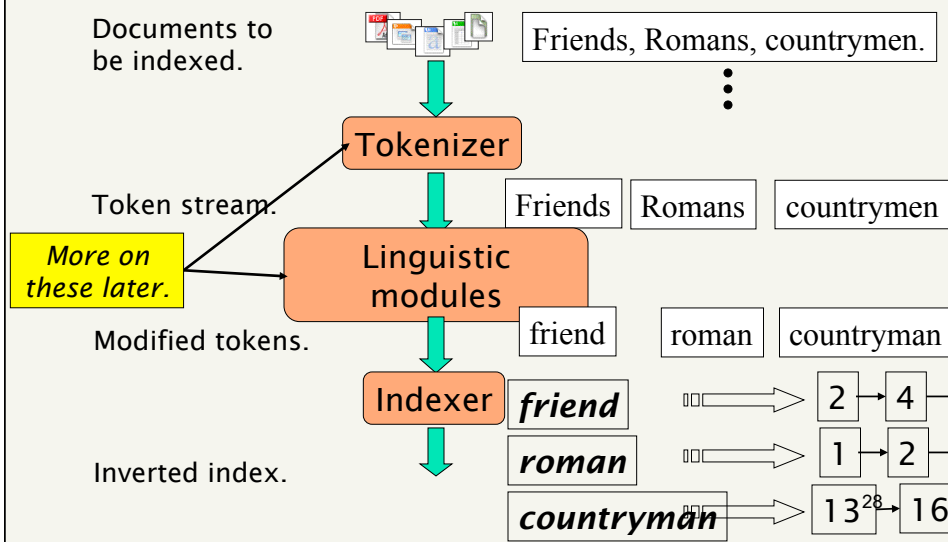 Documents to
be indexed.
Friends, Romans, countrymen.
Tokenizer
Token stream.
Friends Romans countrymen
More on
these later.
Linguistic
modules
Modified tokens.
friend roman countryman
Indexer
friend 2 4
roman 1 2
Inverted index.
countryman 13 28 16